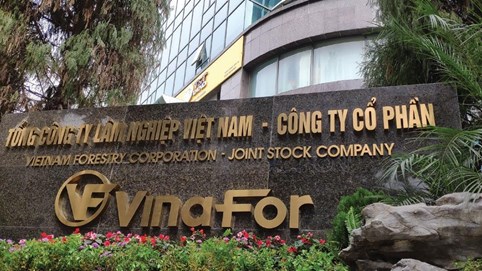 TỔNG CÔNG TY LÂM NGHIỆP VIỆT NAM - CÔNG TY CỔ PHẦN
VIETNAM FORESTRY CORPORATION - JOINT STOCK COMPANY
VF VinaFor